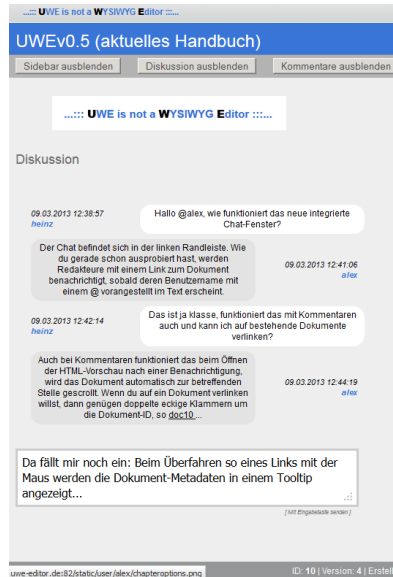 ...::: UWE is not a WYSIWYG Editor :::...
UWEv0.5 (aktuelles Handbuch)
Sidebar ausblenden Diskussion ausblenden Kommentare ausblenden
...::: UWE is not a WYSIWYG Editor :::...
Diskussion
09.03.2013 12:38:57
heinz
Hallo @alex, wie funktioniert das neue integrierte
Chat-Fenster?
Der Chat befindet sich in der linken Randleiste. Wie
du gerade schon ausprobiert hast, werden
Redakteure mit einem Link zum Dokument
benachrichtigt, sobald deren Benutzername mit
einem @ vorangestellt im Text erscheint.
09.03.2013 12:41:06
alex
09.03.2013 12:42:14
heinz
Das ist ja klasse, funktioniert das mit Kommentaren
auch und kann ich auf bestehende Dokumente
verlinken?
Auch bei Kommentaren funktioniert das beim Öffnen
der HTML-Vorschau nach einer Benachrichtigung,
wird das Dokument automatisch zur betreffenden
Stelle gescrollt. Wenn du auf ein Dokument verlinken
willst, dann genügen doppelte eckige Klammern um
die Dokument-ID, so doc10 ...
09.03.2013 12:44:19
alex
Da fällt mir noch ein: Beim Überfahren so eines Links mit der
Maus werden die Dokument-Metadaten in einem Tooltip
angezeigt...
[ Mit Eingabetaste senden ]
uwe-editor.de:82/static/user/alex/chapteroptions.png
ID: 10 | Version: 4 | Erstell